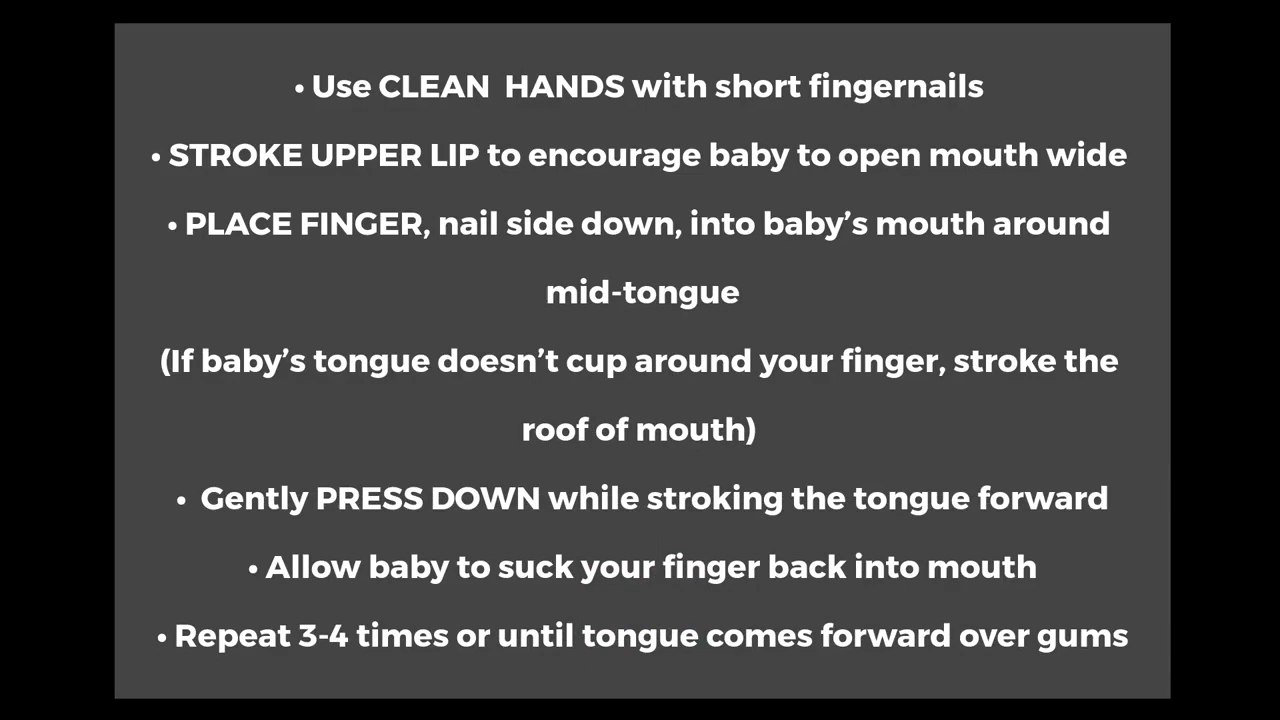 • Use CLEAN  HANDS with short fingernails
• STROKE UPPER LIP to encourage baby to open mouth wide
• PLACE FINGER, nail side down, into baby’s mouth around
mid-tongue
(If baby’s tongue doesn’t cup around your finger, stroke the
roof of mouth)
•  Gently PRESS DOWN while stroking the tongue forward
• Allow baby to suck your finger back into mouth
• Repeat 3-4 times or until tongue comes forward over gums